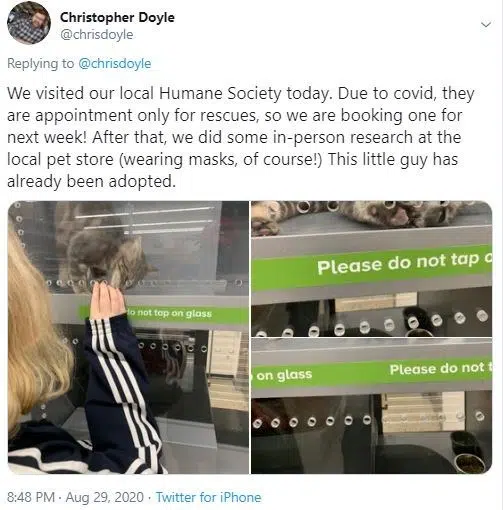 Christopher Doyle
@chrisdoyle
Replying to @chrisdoyle
We visited our local Humane Society today. Due to covid, they
are appointment only for rescues, so we are booking one for
next week! After that, we did some in-person research at the
local pet store (wearing masks, of course!) This little guy has
already been adopted.
do not tap on glass
Please do not tap o
on glass
Please do not t
8:48 PM · Aug 29, 2020 · Twitter for iPhone